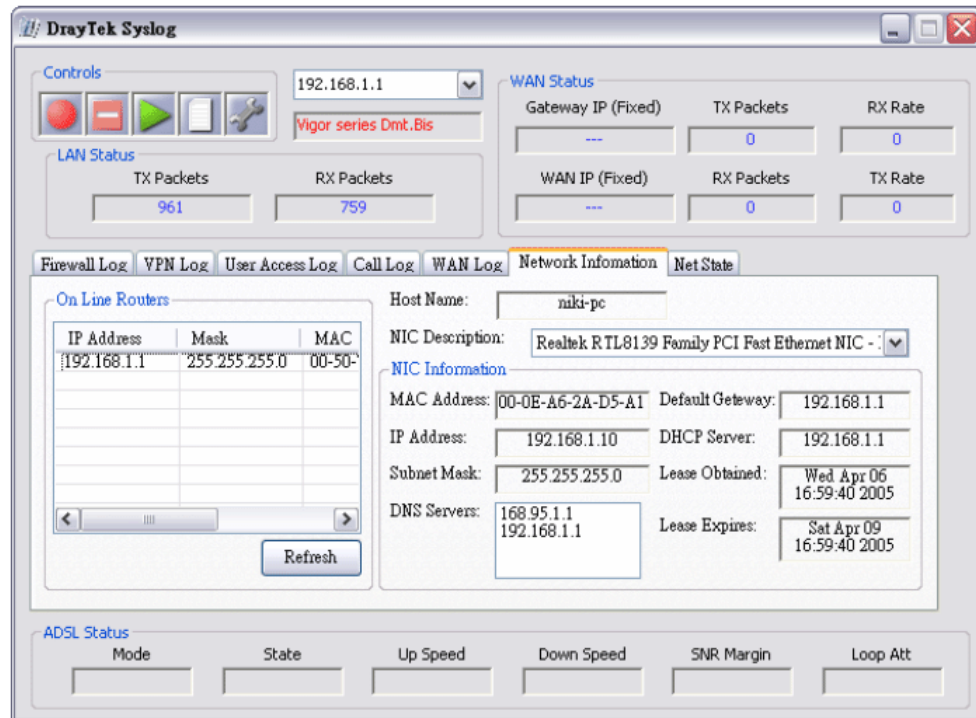 DrayTek Syslog
Controls
192.168.1.1
Vigor series Dmt.Bis
WAN Status
Gateway IP (Fixed) TX Packets RX Rate
--- 0 0
WAN IP (Fixed) RX Packets TX Rate
--- 0 0
LAN Status
TX Packets RX Packets
961 759
Firewall Log VPN Log User Access Log Call Log WAN Log Network Infomation Net State
On Line Routers
IP Address Mask MAC
192.168.1.1 255.255.255.0 00-50-
Refresh
Host Name: niki-pc
NIC Description: Realtek RTL8139 Family PCI Fast Ethernet NIC -
NIC Information
MAC Address: 00-0E-A6-2A-D5-A1 Default Geteway: 192.168.1.1
IP Address: 192.168.1.10 DHCP Server: 192.168.1.1
Subnet Mask: 255.255.255.0 Lease Obtained: Wed Apr 06
16:59:40 2005
DNS Servers: 168.95.1.1
192.168.1.1
Lease Expires: Sat Apr 09
16:59:40 2005
ADSL Status
Mode State Up Speed Down Speed SNR Margin Loop Att